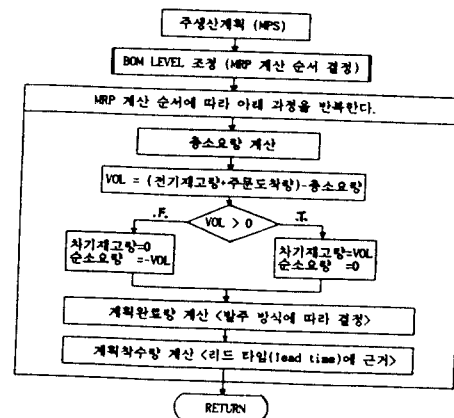 주생산계획 (MPS)
BOM LEVEL 조정 (MRP 계산 순서 결정)
MRP 계산 순서에 따라 아래 과정을 반복한다.
총소요량 계산
VOL = (전기재고량+주문도착량)-총소요량
.F.
VOL > 0
.T.
차기재고량=0
순소요량 =-VOL
차기재고량=VOL
순소요량 =0
계획완료량 계산 <발주 방식에 따라 결정>
계획착수량 계산 <리드 타임(lead time)에 근거>
RETURN